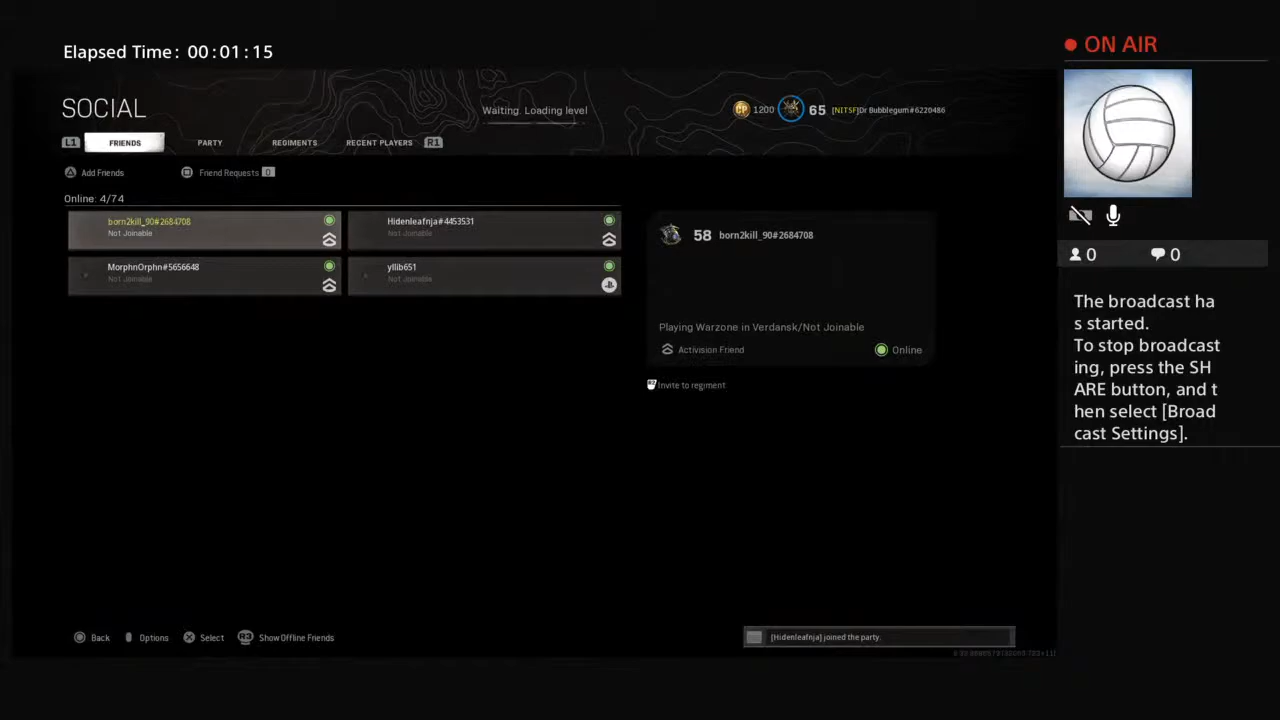 Elapsed Time: 00:01:15
ON AIR
SOCIAL
Waiting. Loading level
CP 1200 65 [NITSF]Dr Bubblegum#6220486
L1 FRIENDS PARTY REGIMENTS RECENT PLAYERS R1
Add Friends Friend Requests 0
Online: 4/74
born2kill_90#2684708
Not Joinable
Hidenleafnja#4453531
Not Joinable
MorphnOrphn#5656648
Not Joinable
yllib651
Not Joinable
58 born2kill_90#2684708
Playing Warzone in Verdansk/Not Joinable
Activision Friend Online
Invite to regiment
0 0
The broadcast ha
s started.
To stop broadcast
ing, press the SH
ARE button, and t
hen select [Broad
cast Settings].
Back Options Select R3 Show Offline Friends
[Hidenleafnja] joined the party.